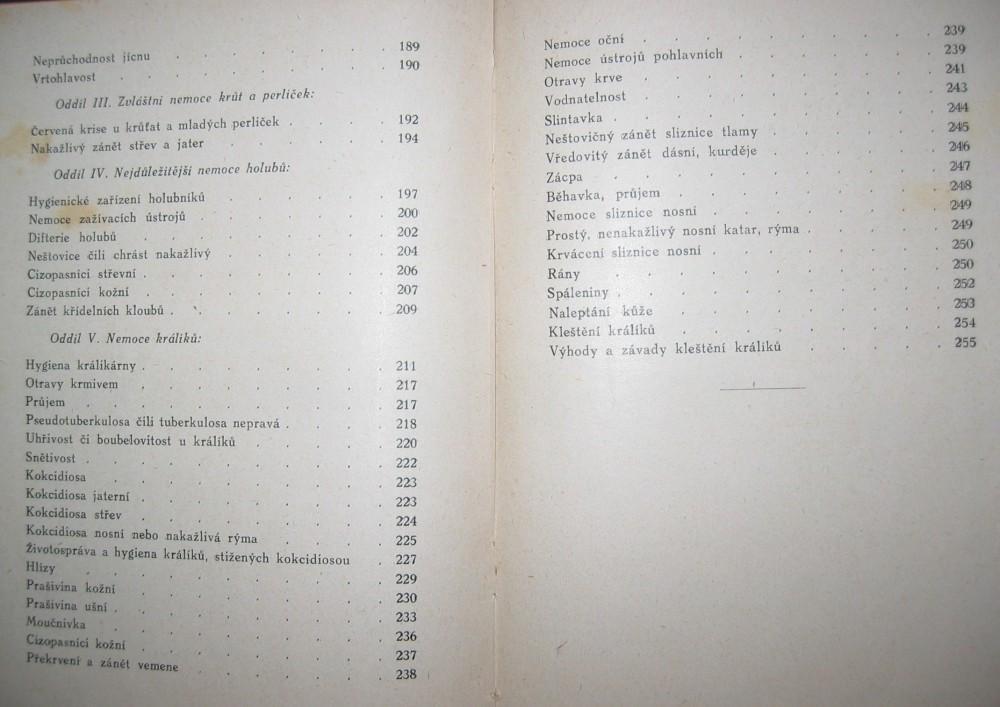 Neprůchodnost jícnu . . . . . . . 189
Vrtohlavost . . . . . . . . 190
Oddíl III. Zvláštní nemoce krůt a perliček:
Červená krise u krůťat a mladých perliček . . . . 192
Nakažlivý zánět střev a jater . . . . . . 194
Oddíl IV. Nejdůležitější nemoce holubů:
Hygienické zařízení holubníků . . . . . . 197
Nemoce zažívacích ústrojů . . . . . . . 200
Difterie holubů . . . . . . . . 202
Neštovice čili chrást nakažlivý . . . . . . 204
Cizopasníci střevní . . . . . . . . 206
Cizopasníci kožní . . . . . . . . 207
Zánět křídelních kloubů . . . . . . . 209
Oddíl V. Nemoce králíků:
Hygiena králikárny . . . . . . . . 211
Otravy krmivem . . . . . . . . 217
Průjem . . . . . . . . . 217
Pseudotuberkulosa čili tuberkulosa nepravá . . . . 218
Uhřivost či boubelovitost u králíků . . . . . 220
Snětivost . . . . . . . . . 222
Kokcidiosa . . . . . . . . 223
Kokcidiosa jaterní . . . . . . . . 223
Kokcidiosa střev . . . . . . . . 224
Kokcidiosa nosní nebo nakažlivá rýma . . . . . 225
Životospráva a hygiena králíků, stižených kokcidiosou . 227
Hlízy . . . . . . . . . 229
Prašivina kožní . . . . . . . . 230
Prašivina ušní . . . . . . . . . 233
Moučnivka . . . . . . . . 236
Cizopasníci kožní . . . . . . . . 237
Překrvení a zánět vemene . . . . . . . 238
Nemoce oční . . . . . . . . . 239
Nemoce ústrojů pohlavních . . . . . . 239
Otravy krve . . . . . . . . . 241
Vodnatelnost . . . . . . . . . 243
Slintavka . . . . . . . . . 244
Neštovičný zánět sliznice tlamy . . . . . 245
Vředovitý zánět dásní, kurděje . . . . . 246
Zácpa . . . . . . . . . 247
Běhavka, průjem . . . . . . . . 248
Nemoce sliznice nosní . . . . . . . 249
Prostý, nenakažlivý nosní katar, rýma . . . . 249
Krvácení sliznice nosní . . . . . . . 250
Rány . . . . . . . . . 250
Spáleniny . . . . . . . . . 252
Naleptání kůže . . . . . . . . 253
Kleštění králíků . . . . . . . . 254
Výhody a závady kleštění králíků . . . . . 255